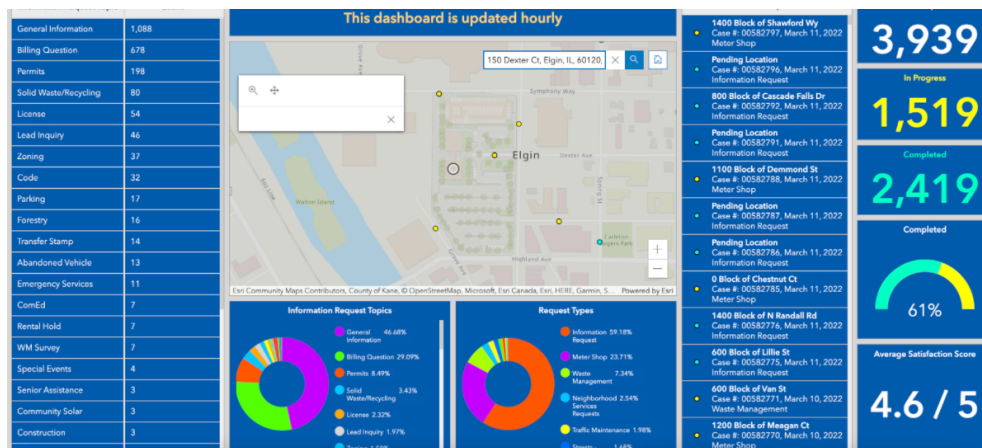 This dashboard is updated hourly
General Information 1,088
Billing Question 678
Permits 198
Solid Waste/Recycling 80
License 54
Lead Inquiry 46
Zoning 37
Code 32
Parking 17
Forestry 16
Transfer Stamp 14
Abandoned Vehicle 13
Emergency Services 11
ComEd 7
Rental Hold 7
WM Survey 7
Special Events 4
Senior Assistance 3
Community Solar 3
Construction 3
150 Dexter Ct, Elgin, IL, 60120,
Grove Ave
Symphony Way
Elgin
Dexter Ave
Walton Island
Fox River
Spring St
Carleton
Rogers Park
Grove Ave
Highland Ave
Esri Community Maps Contributors, County of Kane, © OpenStreetMap, Microsoft, Esri Canada, Esri, HERE, Garmin, S... Powered by Esri
Information Request Topics
General Information 46.68%
Billing Question 29.09%
Permits 8.49%
Solid Waste/Recycling 3.43%
License 2.32%
Lead Inquiry 1.97%
Request Types
Information Request 59.18%
Meter Shop 23.71%
Waste Management 7.34%
Neighborhood Services Requests 2.54%
Traffic Maintenance 1.98%
1400 Block of Shawford Wy
Case #: 00582797, March 11, 2022
Meter Shop
Pending Location
Case #: 00582796, March 11, 2022
Information Request
800 Block of Cascade Falls Dr
Case #: 00582792, March 11, 2022
Information Request
Pending Location
Case #: 00582791, March 11, 2022
Information Request
1100 Block of Demmond St
Case #: 00582788, March 11, 2022
Meter Shop
Pending Location
Case #: 00582787, March 11, 2022
Information Request
Pending Location
Case #: 00582786, March 11, 2022
Information Request
0 Block of Chestnut Ct
Case #: 00582785, March 11, 2022
Meter Shop
1400 Block of N Randall Rd
Case #: 00582776, March 11, 2022
Information Request
600 Block of Lillie St
Case #: 00582775, March 11, 2022
Information Request
600 Block of Van St
Case #: 00582771, March 10, 2022
Waste Management
1200 Block of Meagan Ct
Case #: 00582770, March 10, 2022
Meter Shop
3,939
In Progress
1,519
Completed
2,419
Completed
61%
Average Satisfaction Score
4.6 / 5